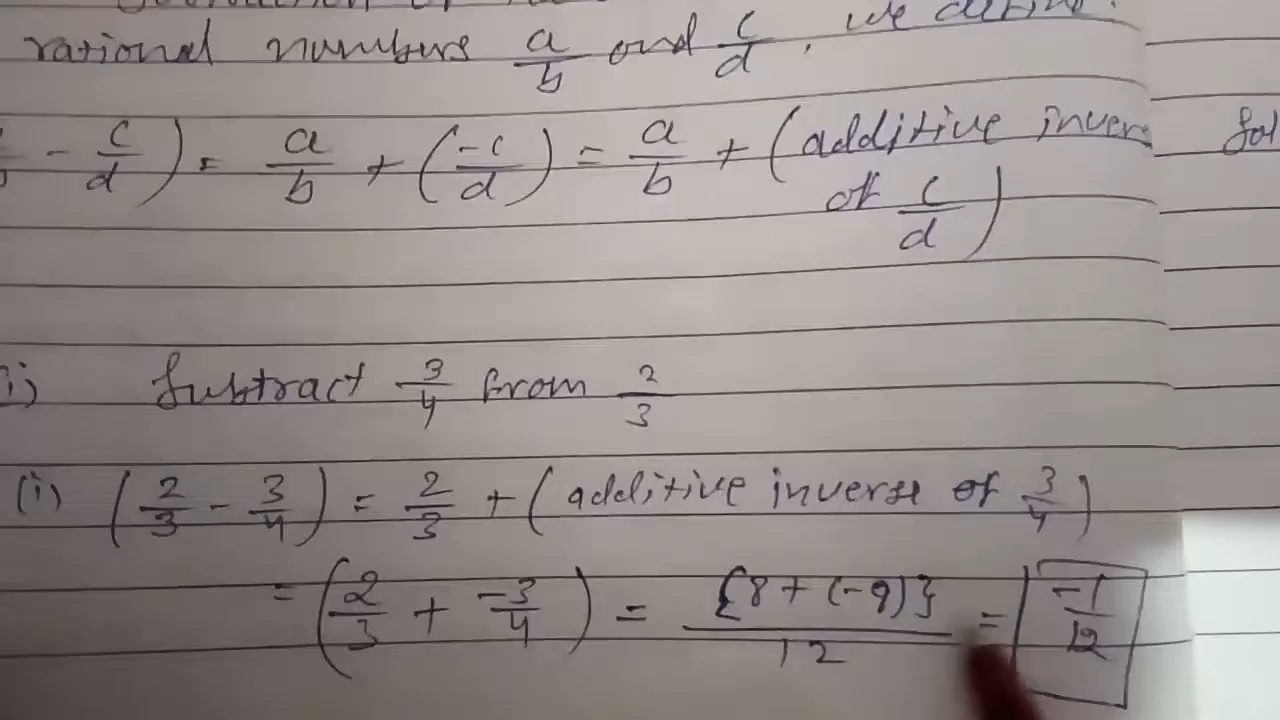 rational numbers a/b and c/d, we define.
- c/d) = a/b + (-c/d) = a/b + (additive invers
of c/d)
i) Subtract 3/4 from 2/3
(i) (2/3 - 3/4) = 2/3 + (additive inverse of 3/4)
= (2/3 + -3/4) = {8 + (-9)}/12 = -1/12